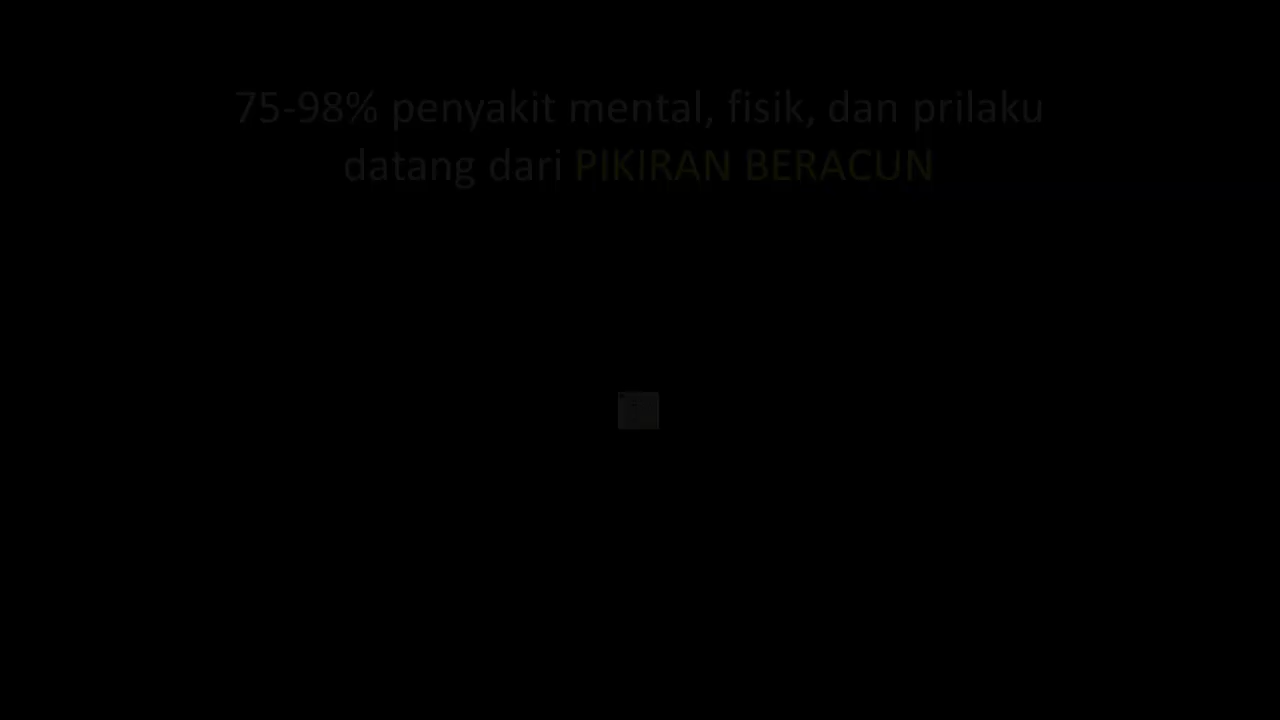 75-98% penyakit mental, fisik, dan prilaku
datang dari PIKIRAN BERACUN